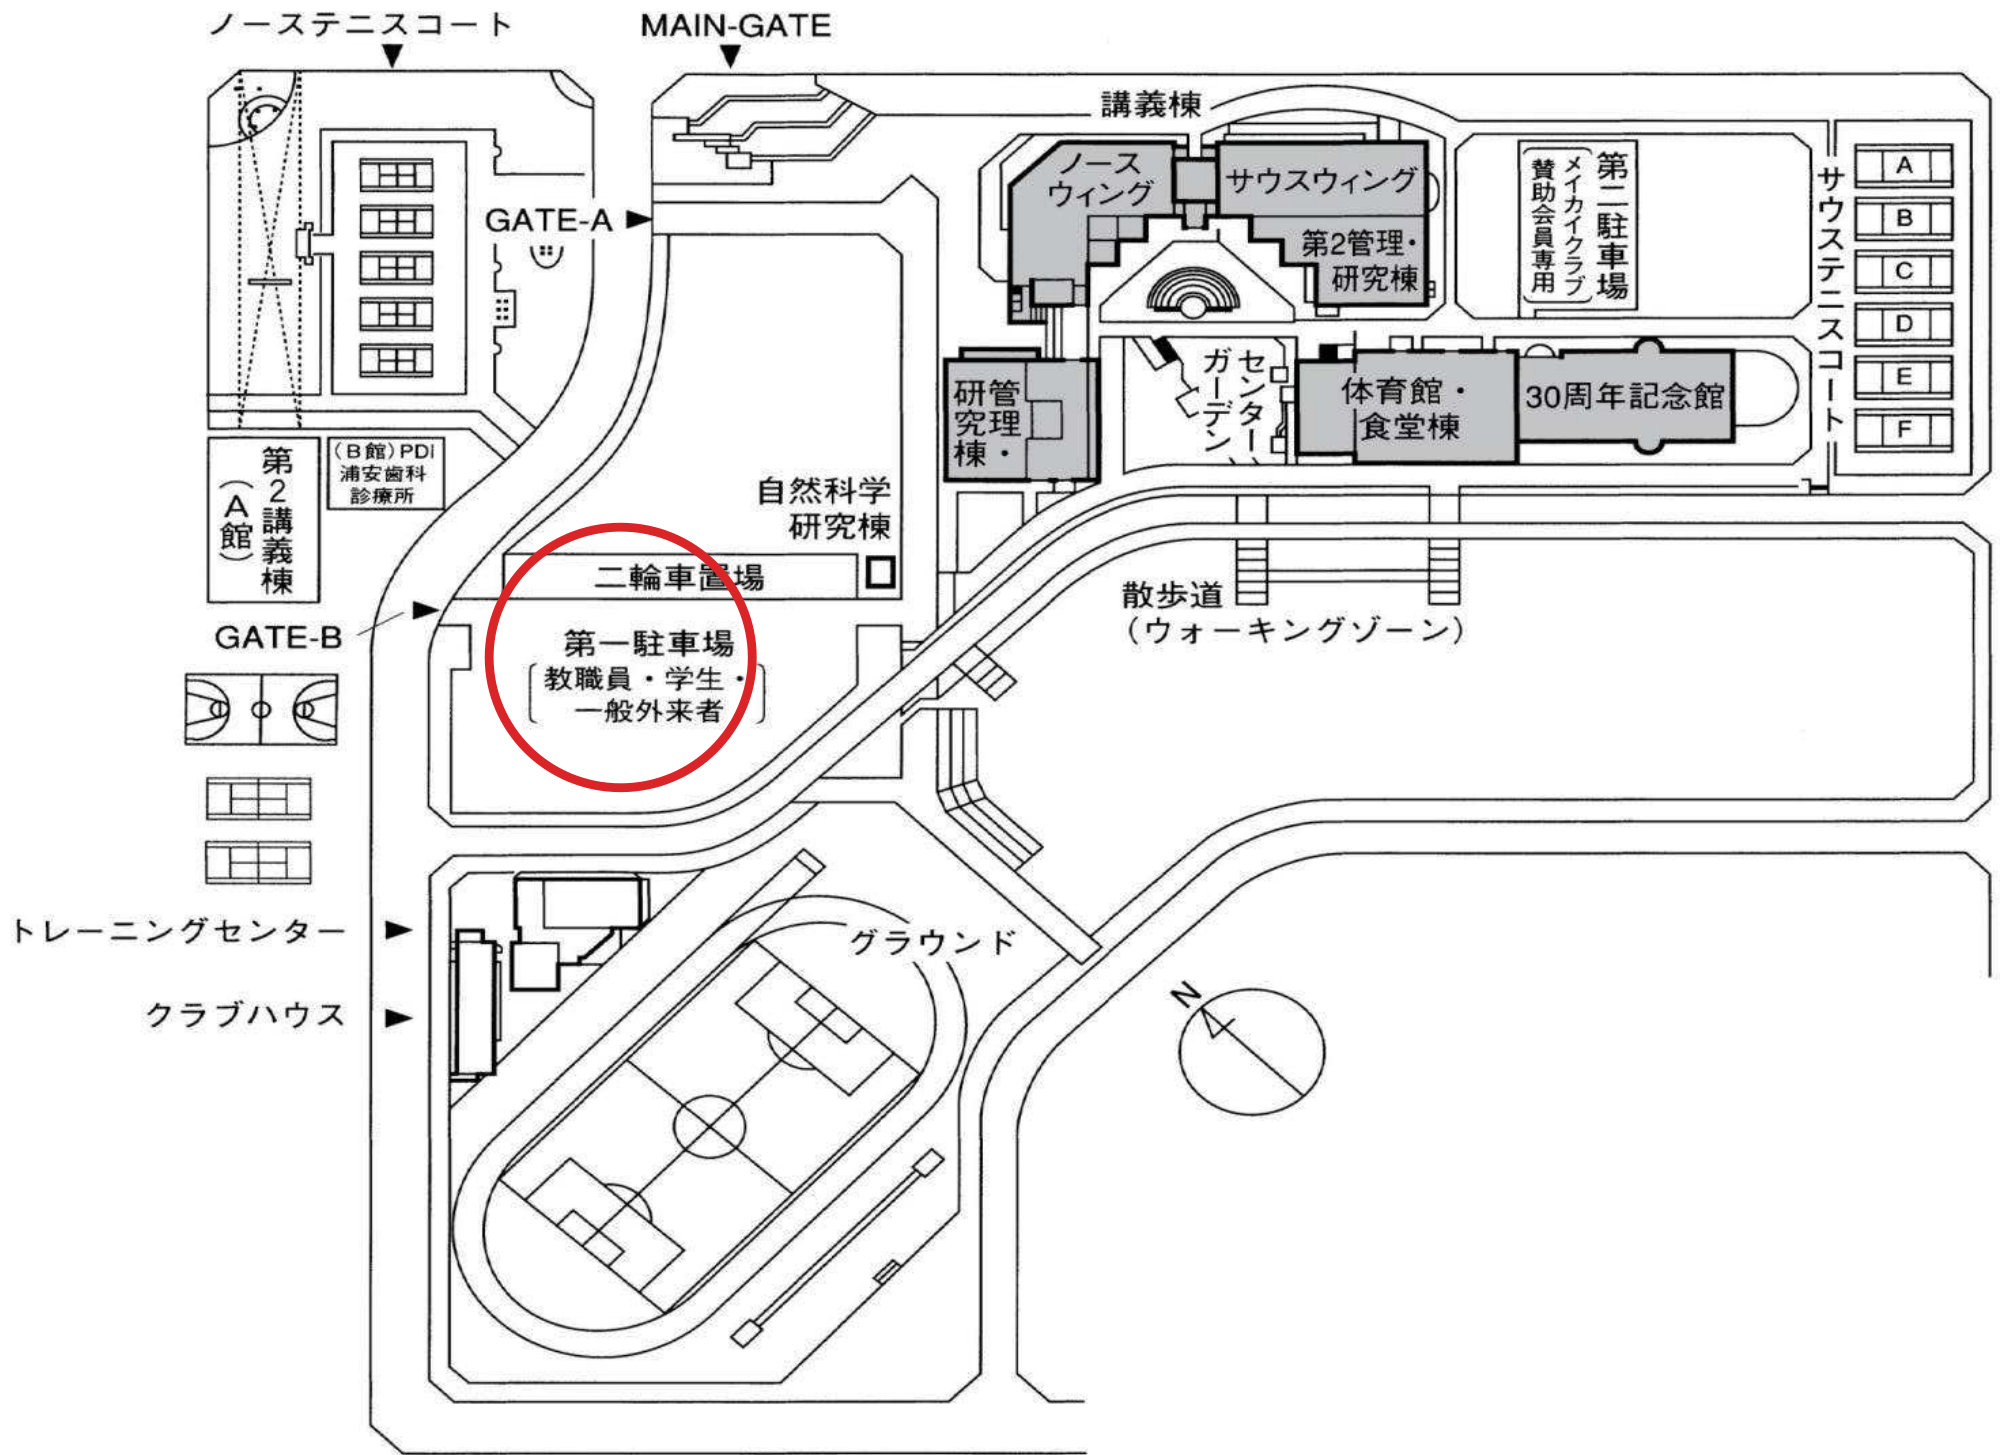 ノーステニスコート
MAIN-GATE
講義棟
ノース
ウィング
サウスウィング
第2管理・
研究棟
第二駐車場
メイカイクラブ
賛助会員専用
サウステニスコート
A
B
C
D
E
F
GATE-A
研究棟・
管理
センター
ガーデン
体育館・
食堂棟
30周年記念館
第2講義棟
（A館）
（B館）PDI
浦安歯科
診療所
自然科学
研究棟
二輪車置場
GATE-B
第一駐車場
教職員・学生・
一般外来者
散歩道
（ウォーキングゾーン）
トレーニングセンター
クラブハウス
グラウンド
N